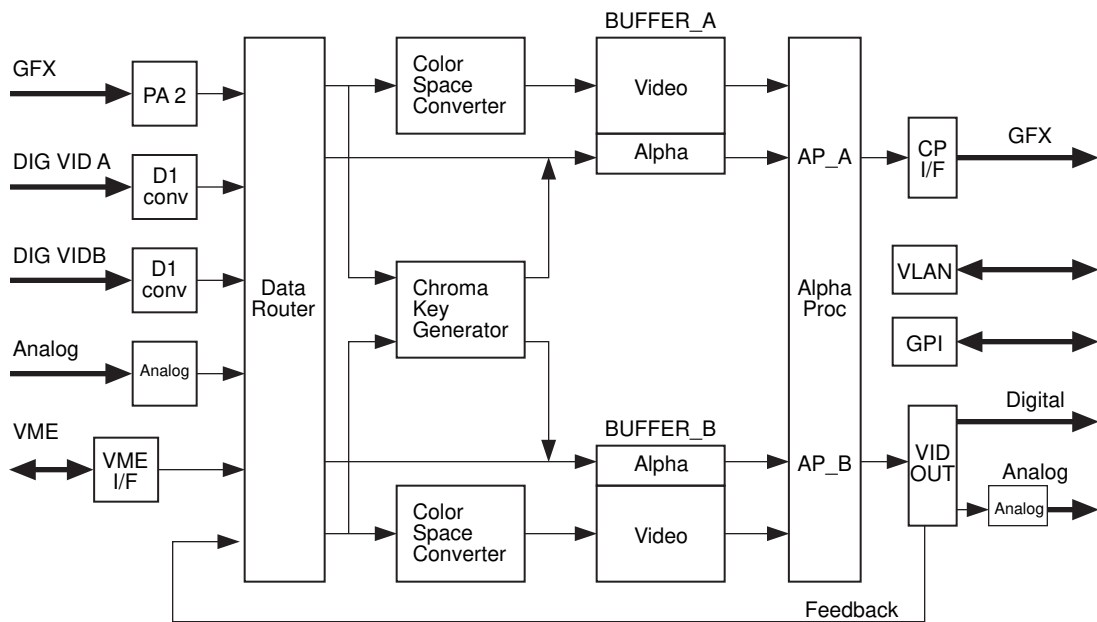 BUFFER_A
GFX
PA 2
Color
Space
Converter
Video
Alpha
AP_A
CP
I/F
GFX
DIG VID A
D1
conv
DIG VIDB
D1
conv
Data
Router
Chroma
Key
Generator
Alpha
Proc
VLAN
GPI
Analog
Analog
VME
VME
I/F
BUFFER_B
Alpha
Video
AP_B
Color
Space
Converter
VID
OUT
Digital
Analog
Analog
Feedback